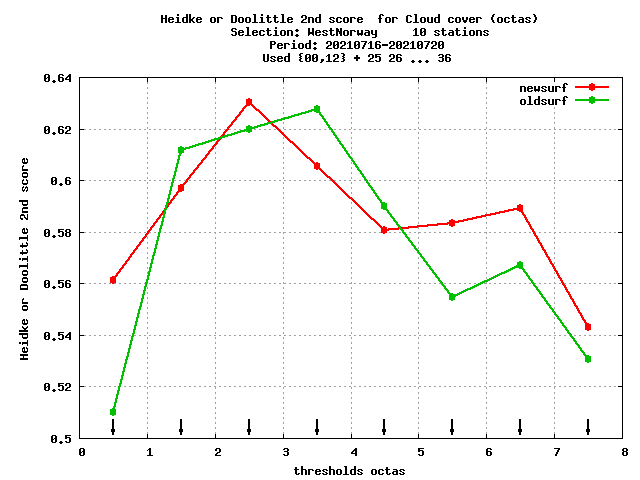 Heidke or Doolittle 2nd score  for Cloud cover (octas)
Selection: WestNorway     10 stations
Period: 20210716-20210720
Used {00,12} + 25 26 ... 36
newsurf
oldsurf
Heidke or Doolittle 2nd score
0.64
0.62
0.6
0.58
0.56
0.54
0.52
0.5
0 1 2 3 4 5 6 7 8
thresholds octas